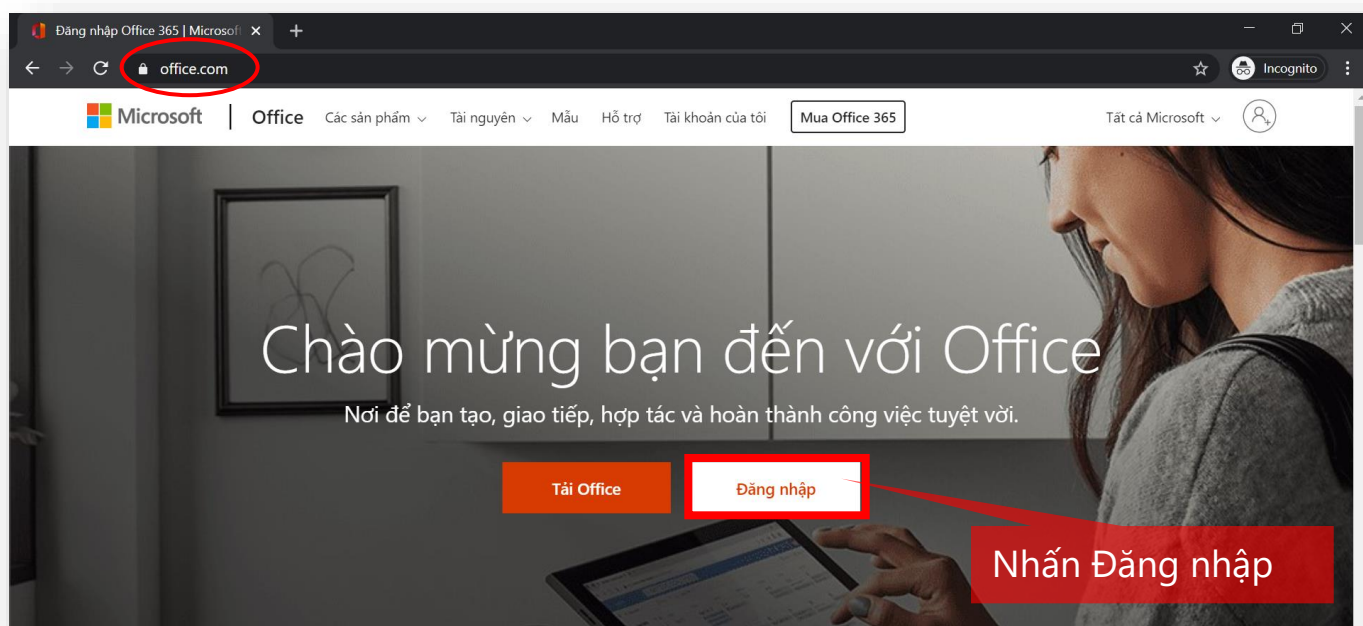 Đăng nhập Office 365 | Microsoft
office.com
Incognito
Microsoft | Office Các sản phẩm Tài nguyên Mẫu Hỗ trợ Tài khoản của tôi Mua Office 365 Tất cả Microsoft
Chào mừng bạn đến với Office
Nơi để bạn tạo, giao tiếp, hợp tác và hoàn thành công việc tuyệt vời.
Tải Office Đăng nhập
Nhấn Đăng nhập